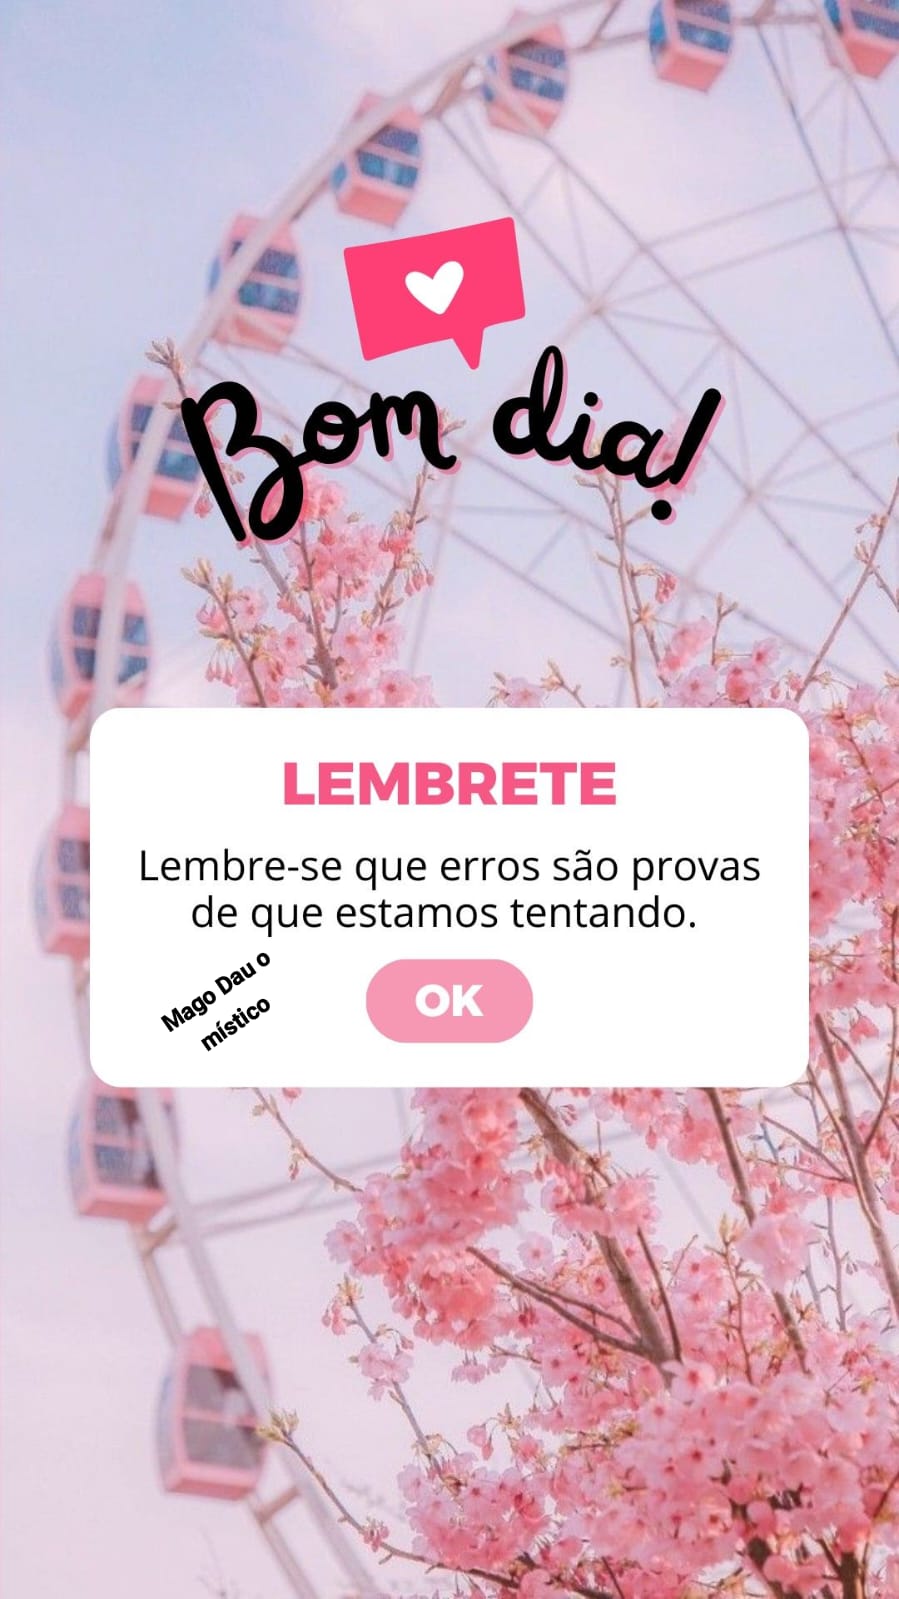 Bom dia!
LEMBRETE
Lembre-se que erros são provas
de que estamos tentando.
Mago Dau o
místico
OK